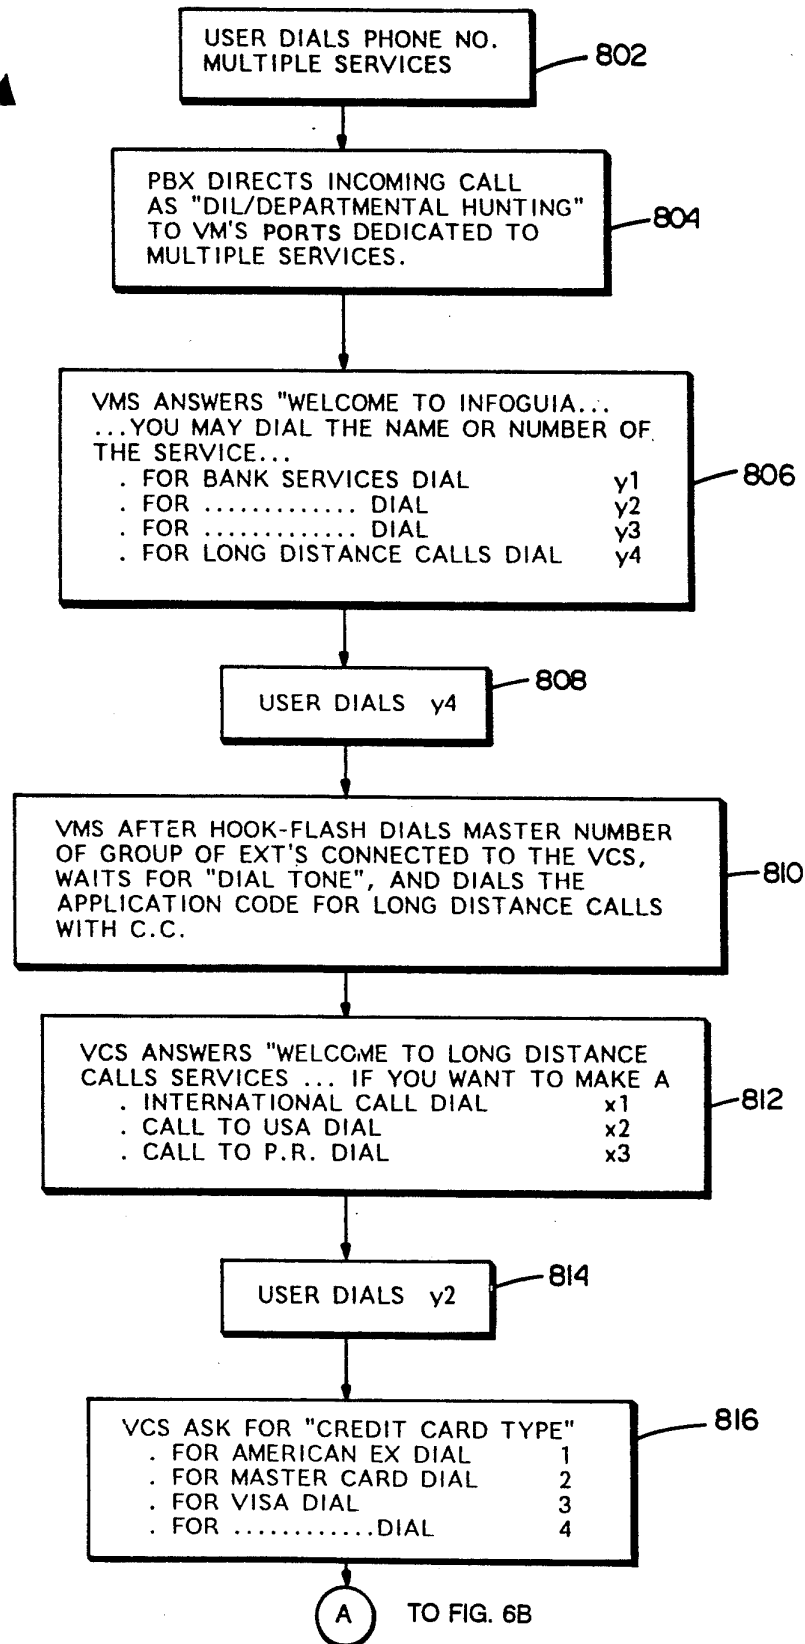 USER DIALS PHONE NO.
MULTIPLE SERVICES
802
PBX DIRECTS INCOMING CALL
AS "DIL/DEPARTMENTAL HUNTING"
TO VM'S PORTS DEDICATED TO
MULTIPLE SERVICES.
804
VMS ANSWERS "WELCOME TO INFOGUIA...
...YOU MAY DIAL THE NAME OR NUMBER OF
THE SERVICE...
. FOR BANK SERVICES DIAL y1
. FOR ............. DIAL y2
. FOR ............. DIAL y3
. FOR LONG DISTANCE CALLS DIAL y4
806
USER DIALS y4
808
VMS AFTER HOOK-FLASH DIALS MASTER NUMBER
OF GROUP OF EXT'S CONNECTED TO THE VCS,
WAITS FOR "DIAL TONE", AND DIALS THE
APPLICATION CODE FOR LONG DISTANCE CALLS
WITH C.C.
810
VCS ANSWERS "WELCOME TO LONG DISTANCE
CALLS SERVICES ... IF YOU WANT TO MAKE A
. INTERNATIONAL CALL DIAL x1
. CALL TO USA DIAL x2
. CALL TO P.R. DIAL x3
812
USER DIALS y2
814
VCS ASK FOR "CREDIT CARD TYPE"
. FOR AMERICAN EX DIAL 1
. FOR MASTER CARD DIAL 2
. FOR VISA DIAL 3
. FOR ............DIAL 4
816
A TO FIG. 6B